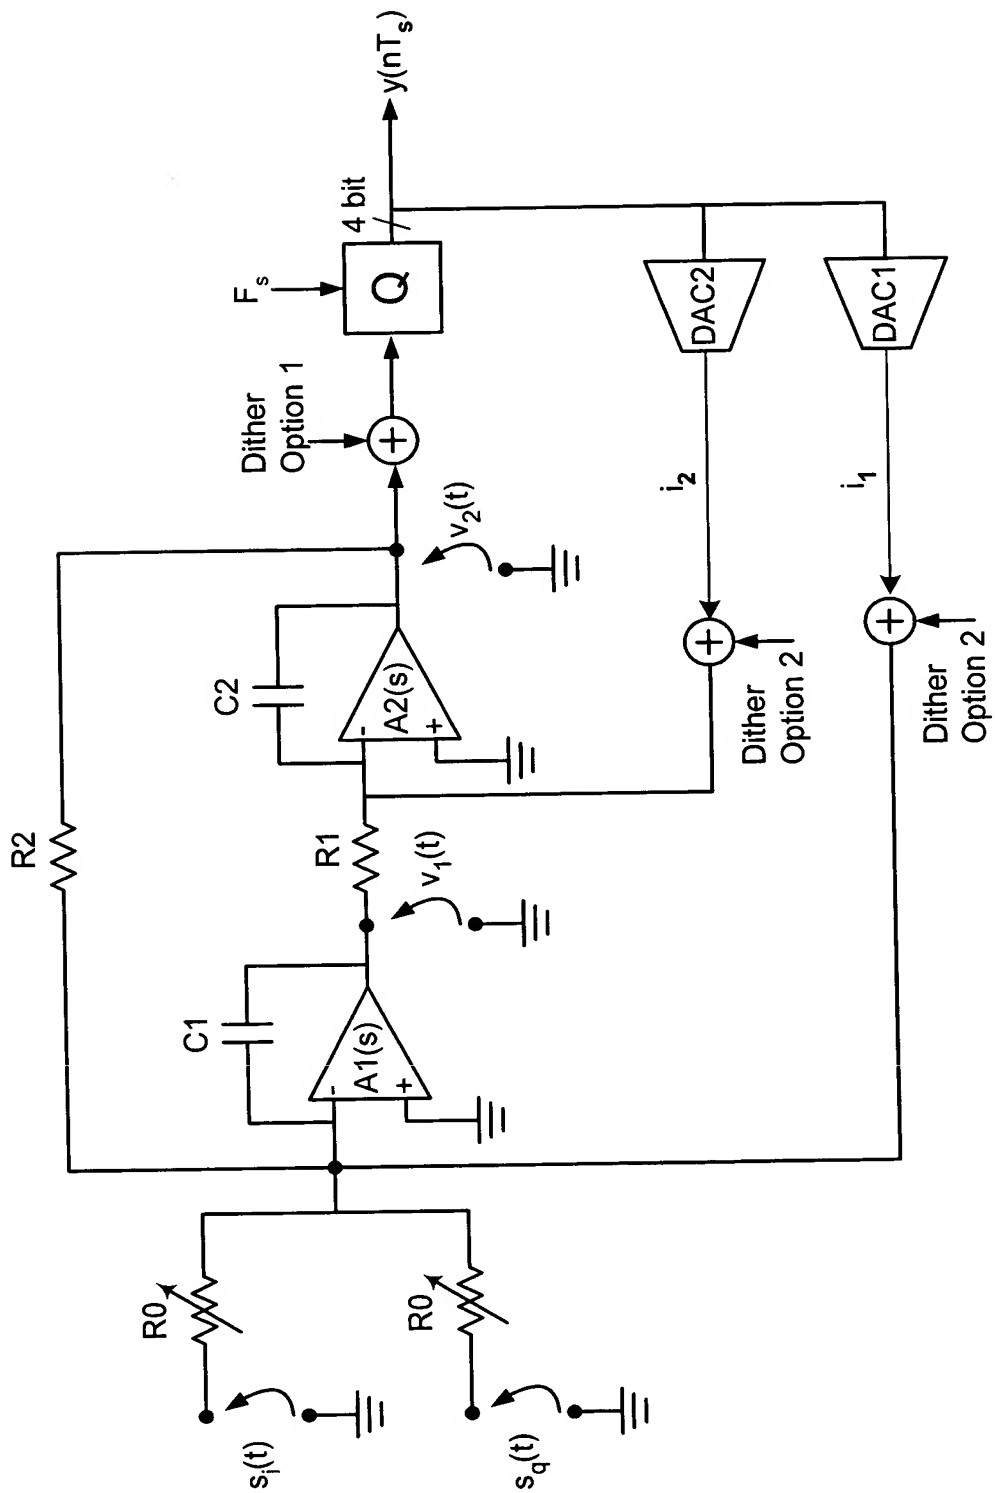 R2
C1
C2
Dither
Option 1
F_s
4 bit
y(nT_s)
R0
s_i(t)
R0
s_q(t)
-
+
A1(s)
v_1(t)
R1
-
+
A2(s)
v_2(t)
+
Q
i_2
DAC2
+
Dither
Option 2
i_1
DAC1
+
Dither
Option 2